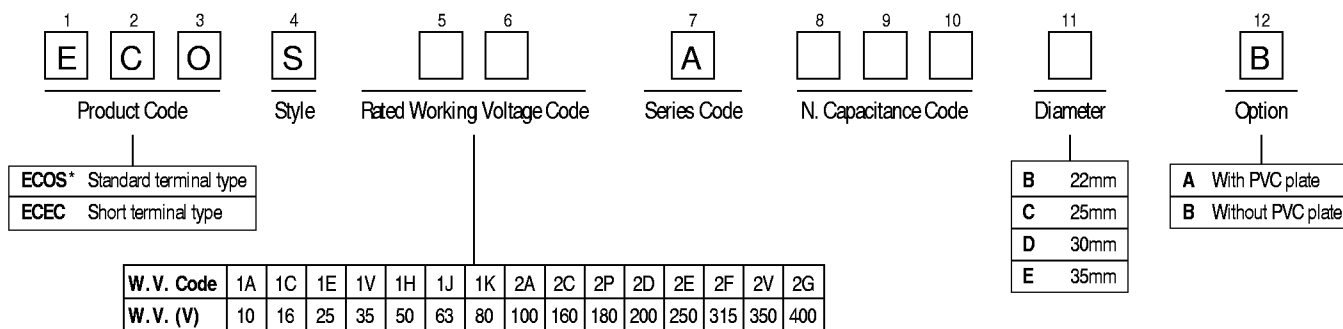 1 2 3 4 5 6 7 8 9 10 11 12
E C O S A B
Product Code Style Rated Working Voltage Code Series Code N. Capacitance Code Diameter Option
ECOS* Standard terminal type
ECEC Short terminal type
B 22mm
C 25mm
D 30mm
E 35mm
A With PVC plate
B Without PVC plate
W.V. Code 1A 1C 1E 1V 1H 1J 1K 2A 2C 2P 2D 2E 2F 2V 2G
W.V. (V) 10 16 25 35 50 63 80 100 160 180 200 250 315 350 400